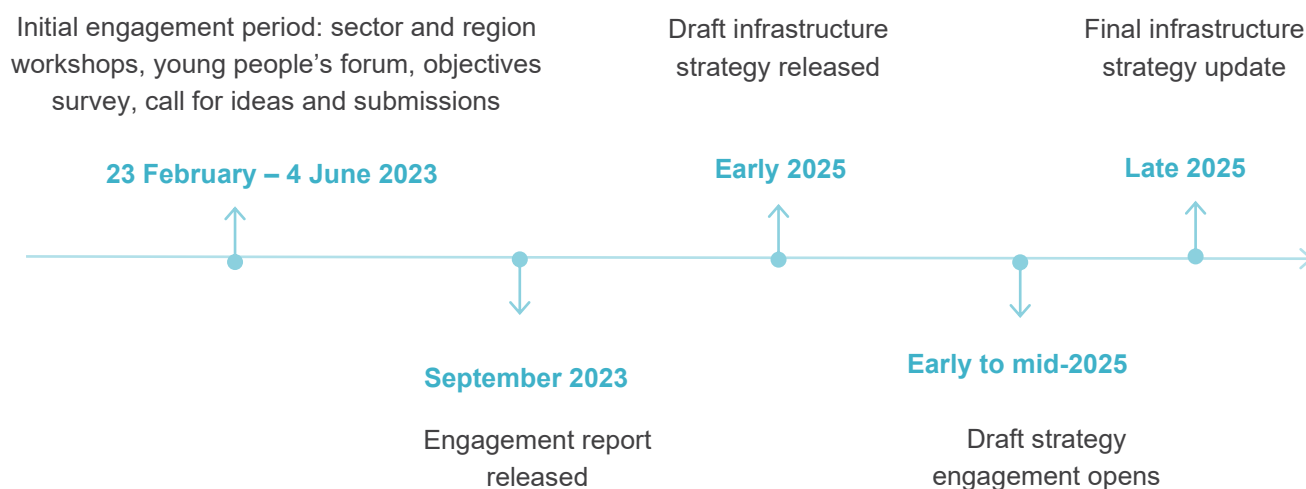 Initial engagement period: sector and region
workshops, young people’s forum, objectives
survey, call for ideas and submissions
23 February – 4 June 2023
September 2023
Engagement report
released
Draft infrastructure
strategy released
Early 2025
Early to mid-2025
Draft strategy
engagement opens
Final infrastructure
strategy update
Late 2025